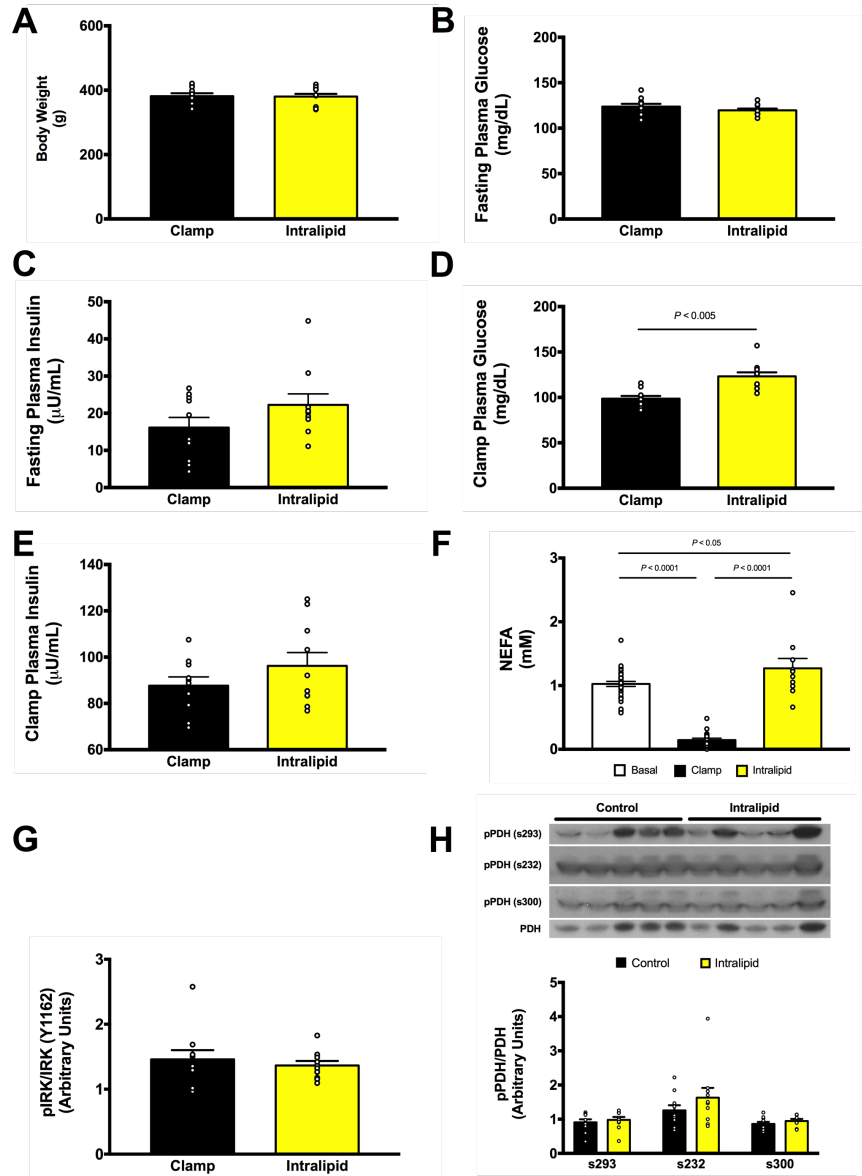 A
600
400
200
0
Body Weight
(g)
Clamp
Intralipid
B
200
150
100
50
0
Fasting Plasma Glucose
(mg/dL)
Clamp
Intralipid
C
50
40
30
20
10
0
Fasting Plasma Insulin
(μU/mL)
Clamp
Intralipid
D
200
150
100
50
0
Clamp Plasma Glucose
(mg/dL)
P < 0.005
Clamp
Intralipid
E
140
120
100
80
60
Clamp Plasma Insulin
(μU/mL)
Clamp
Intralipid
F
3
2
1
0
NEFA
(mM)
P < 0.05
P < 0.0001
P < 0.0001
Basal
Clamp
Intralipid
G
3
2
1
0
pIRK/IRK (Y1162)
(Arbitrary Units)
Clamp
Intralipid
H
Control
Intralipid
pPDH (s293)
pPDH (s232)
pPDH (s300)
PDH
Control
Intralipid
5
4
3
2
1
0
pPDH/PDH
(Arbitrary Units)
s293
s232
s300